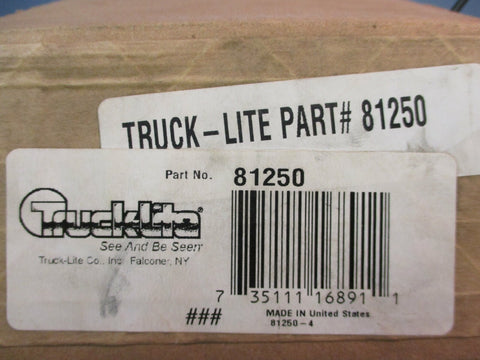 TRUCK-LITE PART# 81250
Part No. 81250
Truck-Lite®
See And Be Seen
Truck-Lite Co., Inc. Falconer, NY
7 35111 16891 1
### MADE IN United States
81250-4